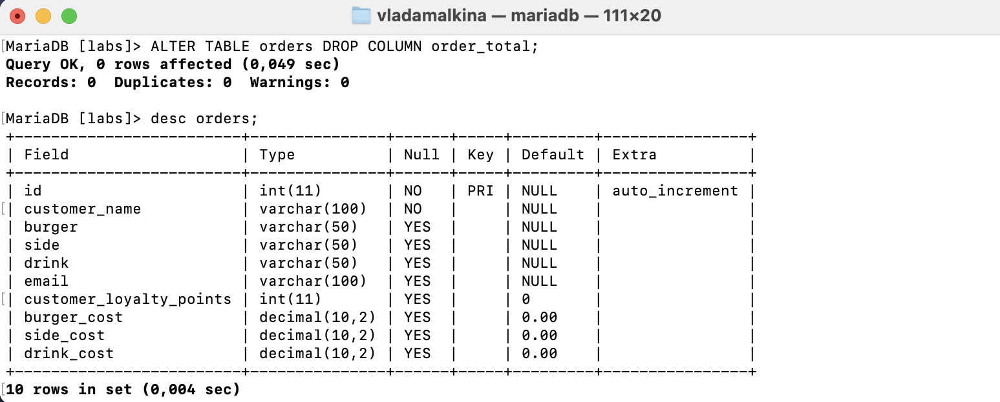 vladamalkina — mariadb — 111×20
[MariaDB [labs]> ALTER TABLE orders DROP COLUMN order_total;
Query OK, 0 rows affected (0,049 sec)
Records: 0  Duplicates: 0  Warnings: 0
[MariaDB [labs]> desc orders;
+-------------------------+---------------+------+-----+---------+----------------+
| Field                   | Type          | Null | Key | Default | Extra          |
+-------------------------+---------------+------+-----+---------+----------------+
| id                      | int(11)       | NO   | PRI | NULL    | auto_increment |
[| customer_name           | varchar(100)  | NO   |     | NULL    |                |
| burger                  | varchar(50)   | YES  |     | NULL    |                |
| side                    | varchar(50)   | YES  |     | NULL    |                |
| drink                   | varchar(50)   | YES  |     | NULL    |                |
| email                   | varchar(100)  | YES  |     | NULL    |                |
[| customer_loyalty_points | int(11)       | YES  |     | 0       |                |
| burger_cost             | decimal(10,2) | YES  |     | 0.00    |                |
| side_cost               | decimal(10,2) | YES  |     | 0.00    |                |
| drink_cost              | decimal(10,2) | YES  |     | 0.00    |                |
+-------------------------+---------------+------+-----+---------+----------------+
[10 rows in set (0,004 sec)